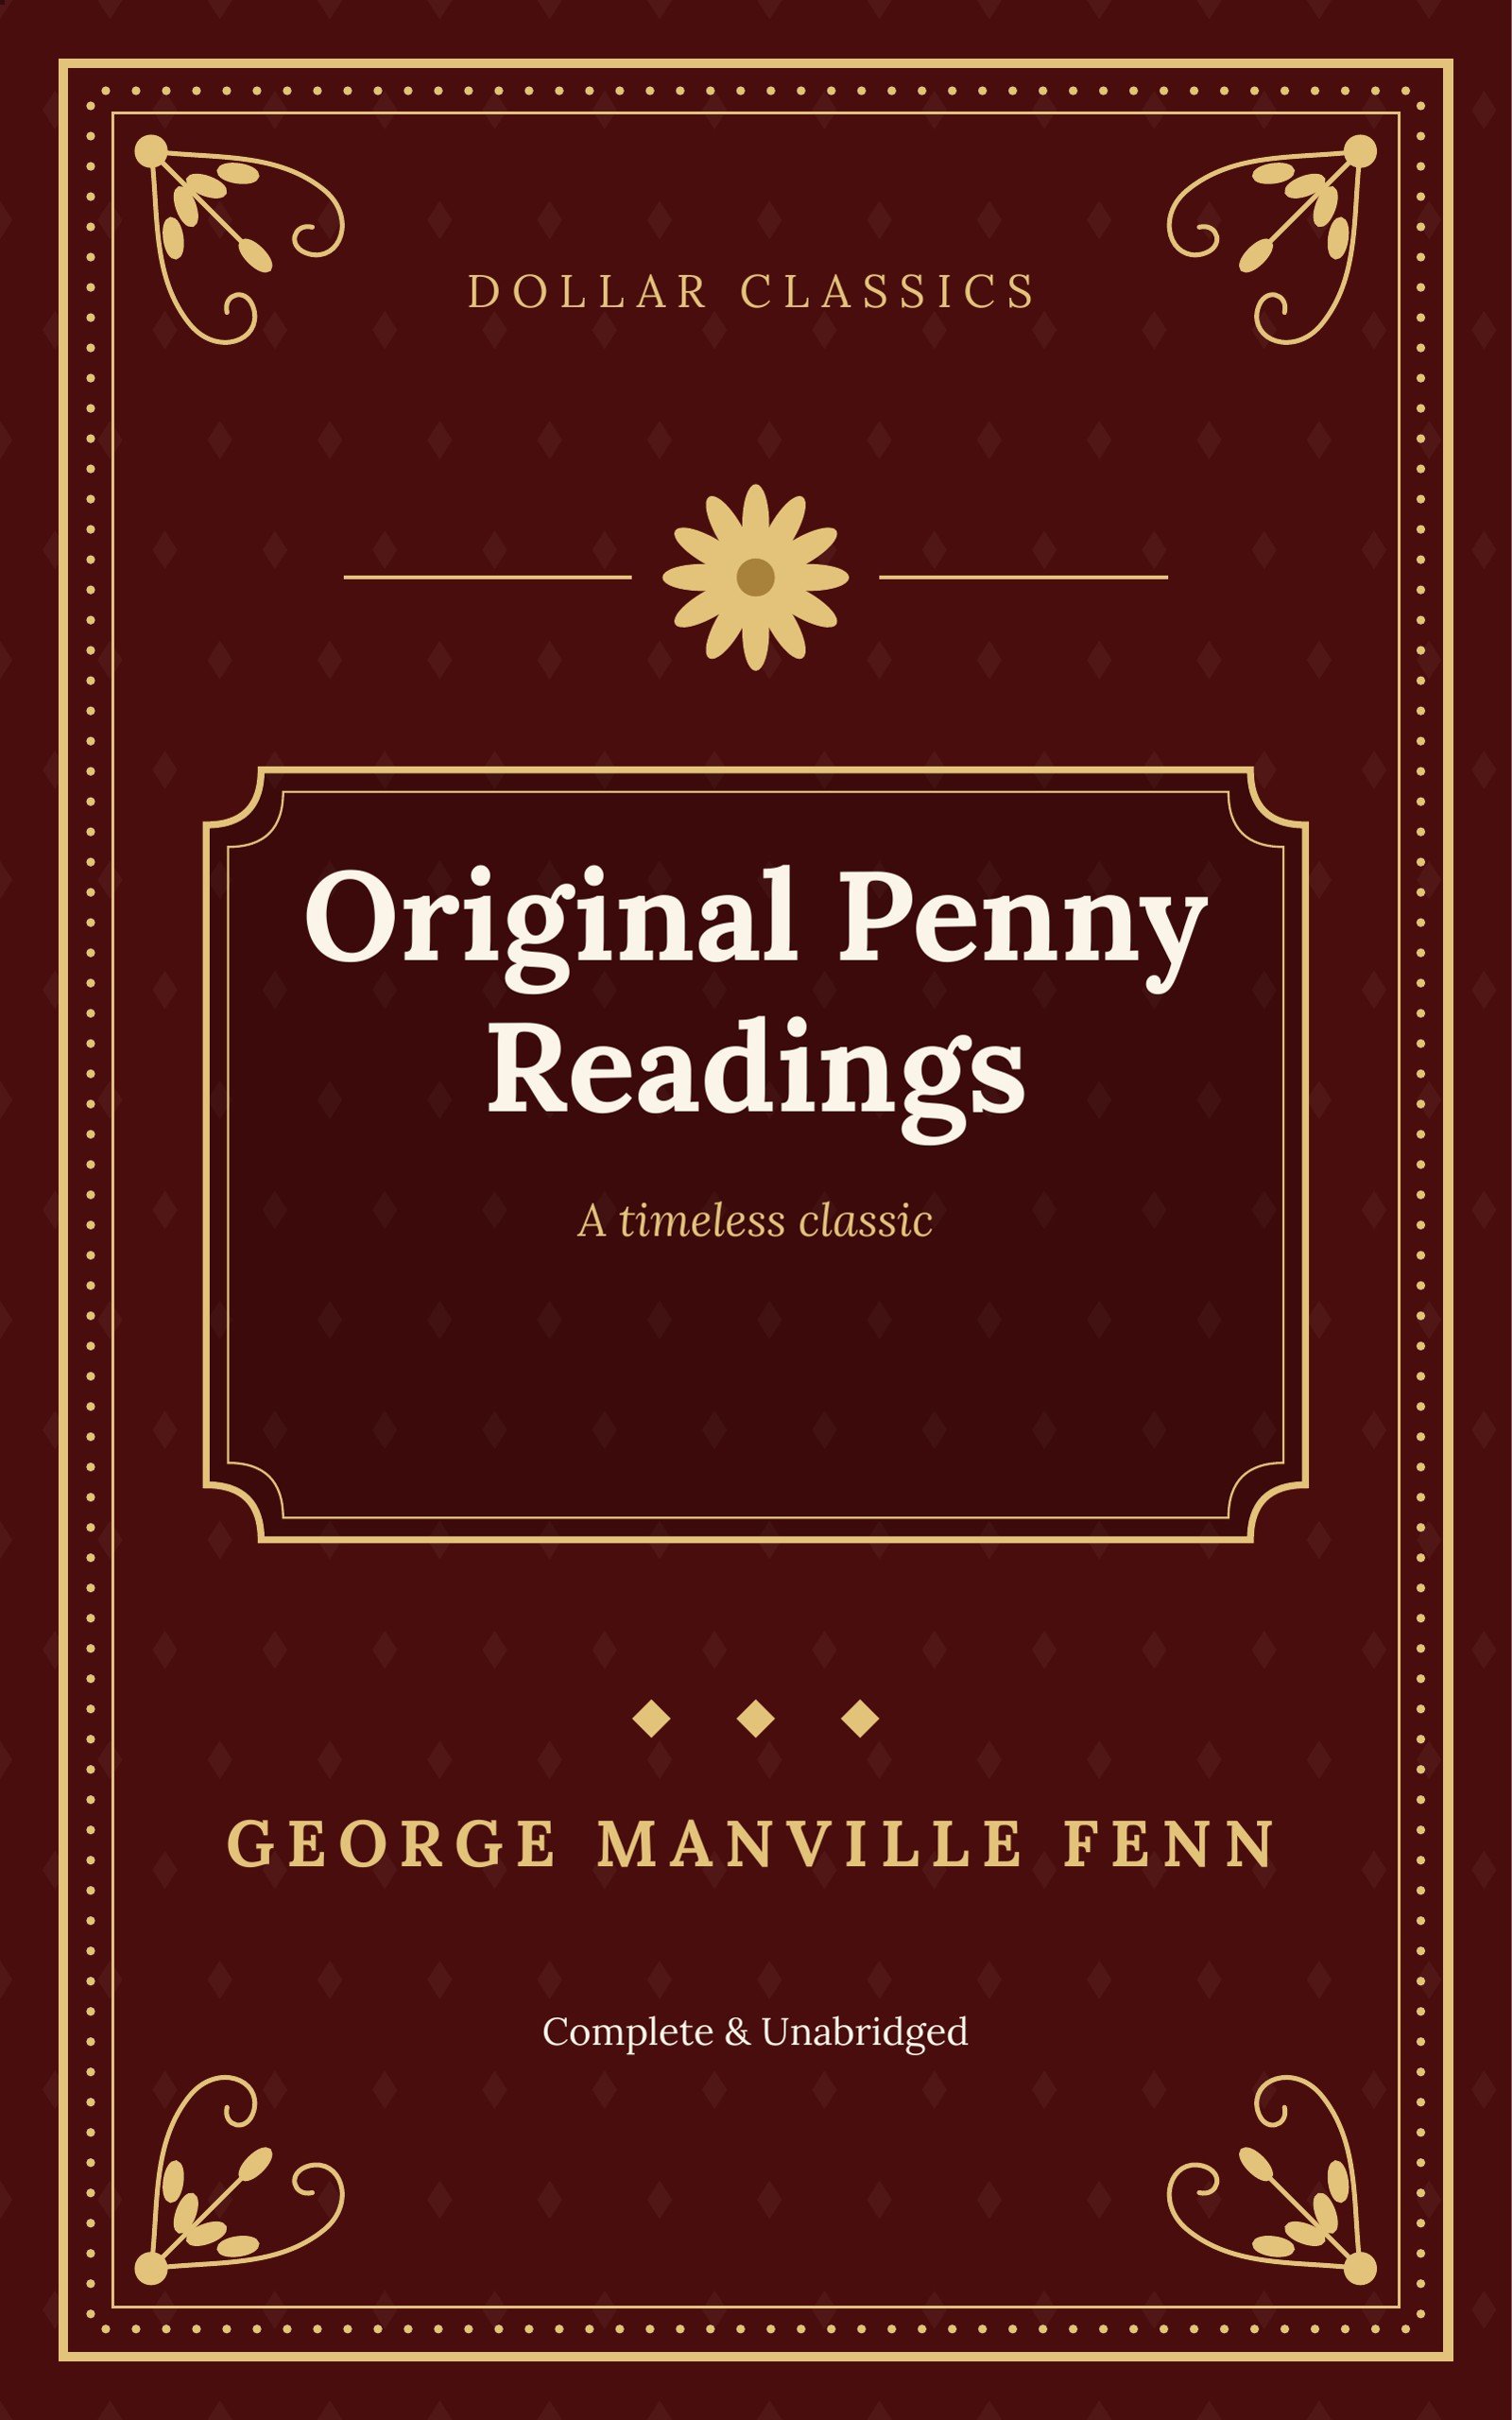 DOLLAR CLASSICS
Original Penny
Readings
A timeless classic
GEORGE MANVILLE FENN
Complete & Unabridged